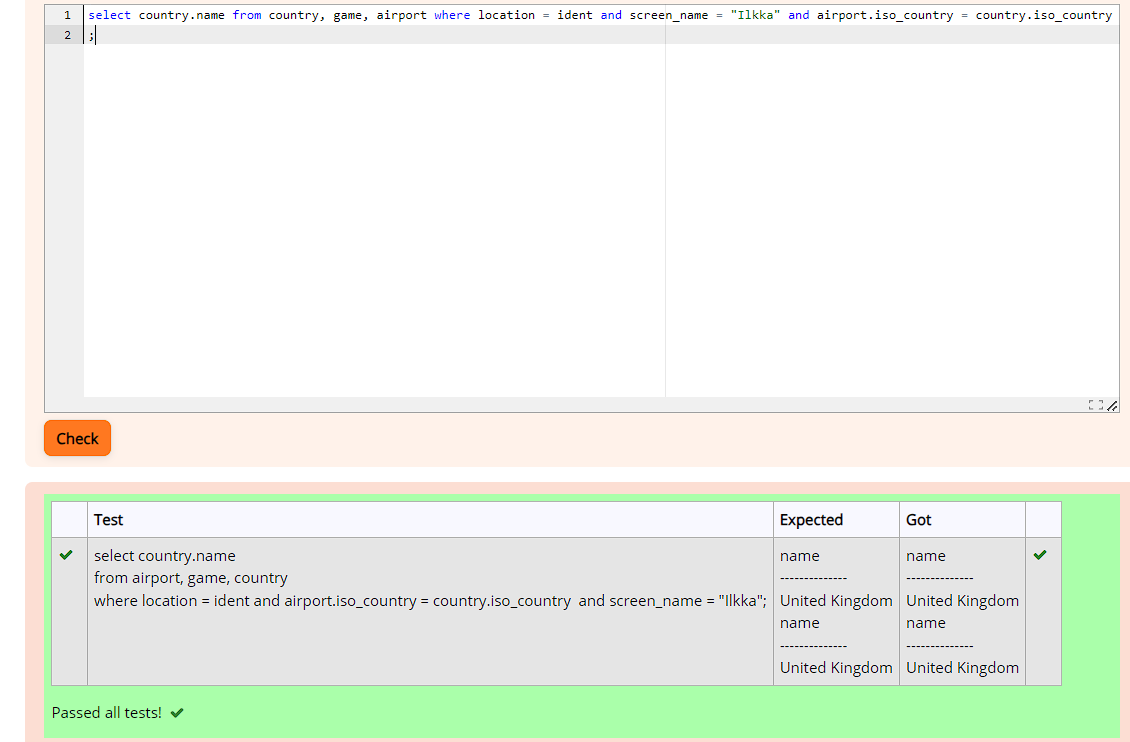 1 select country.name from country, game, airport where location = ident and screen_name = "Ilkka" and airport.iso_country = country.iso_country
2 ;
Check
Test Expected Got
select country.name name name
from airport, game, country -------------- --------------
where location = ident and airport.iso_country = country.iso_country  and screen_name = "Ilkka"; United Kingdom United Kingdom
name name
-------------- --------------
United Kingdom United Kingdom
Passed all tests!